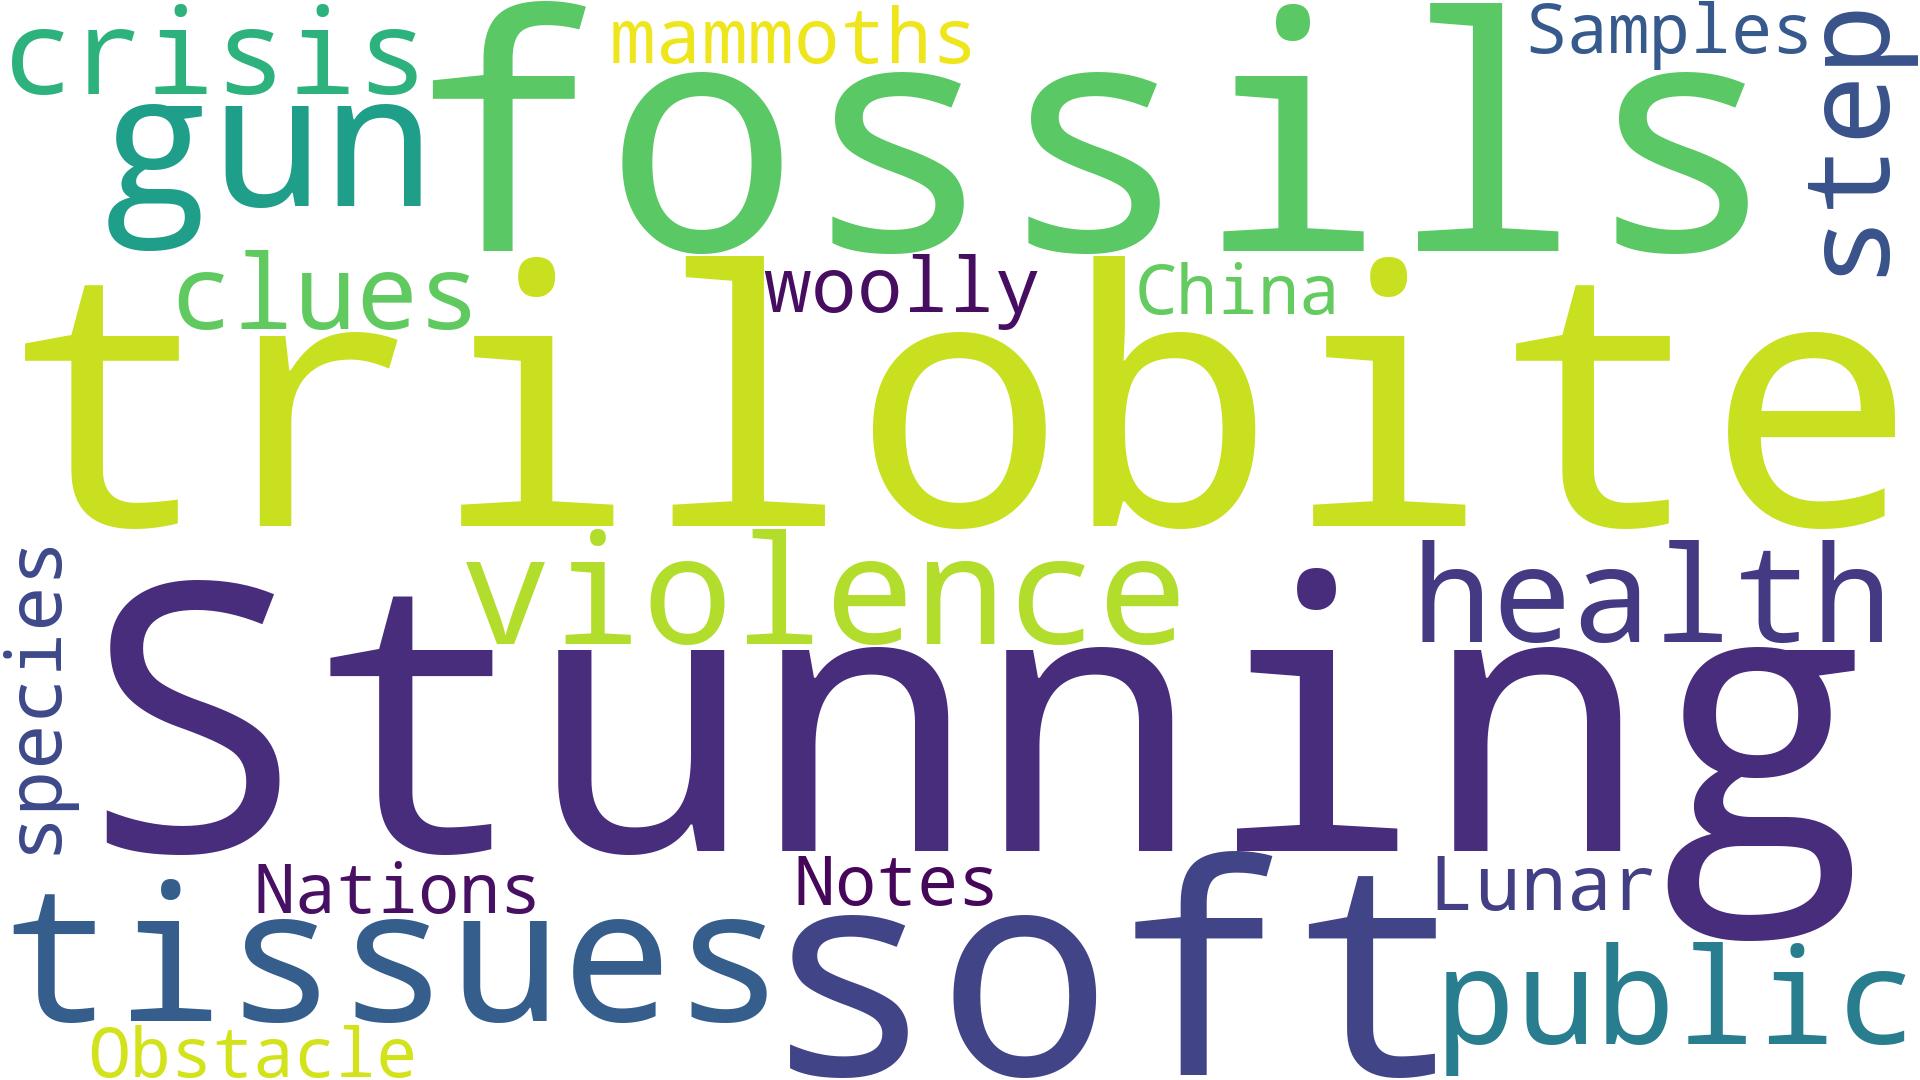 crisis
mammoths
Samples
step
fossils
gun
clues
woolly
China
trilobite
violence
health
species
Stunning
Nations
Notes
Lunar
tissues
soft
public
Obstacle